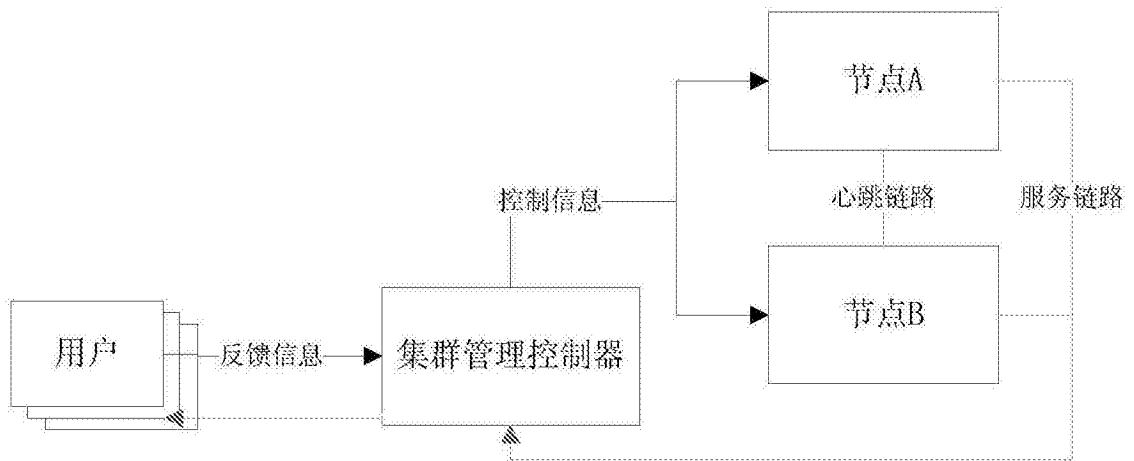 节点A
控制信息
心跳链路
服务链路
节点B
用户
反馈信息
集群管理控制器